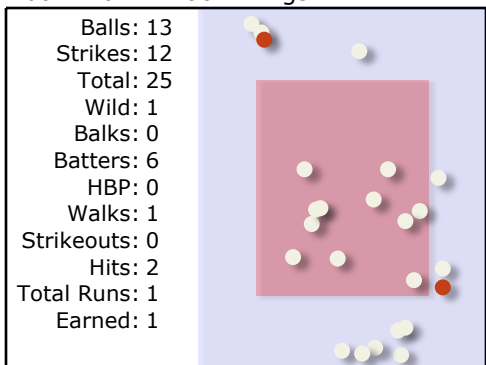 Balls: 13
Strikes: 12
Total: 25
Wild: 1
Balks: 0
Batters: 6
HBP: 0
Walks: 1
Strikeouts: 0
Hits: 2
Total Runs: 1
Earned: 1